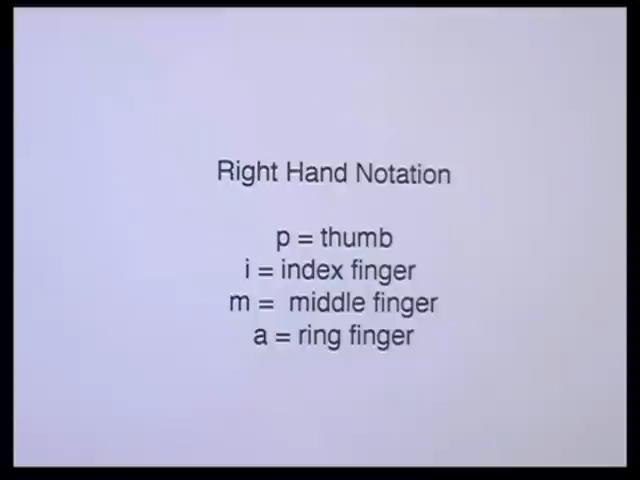 Right Hand Notation
p = thumb
i = index finger
m = middle finger
a = ring finger